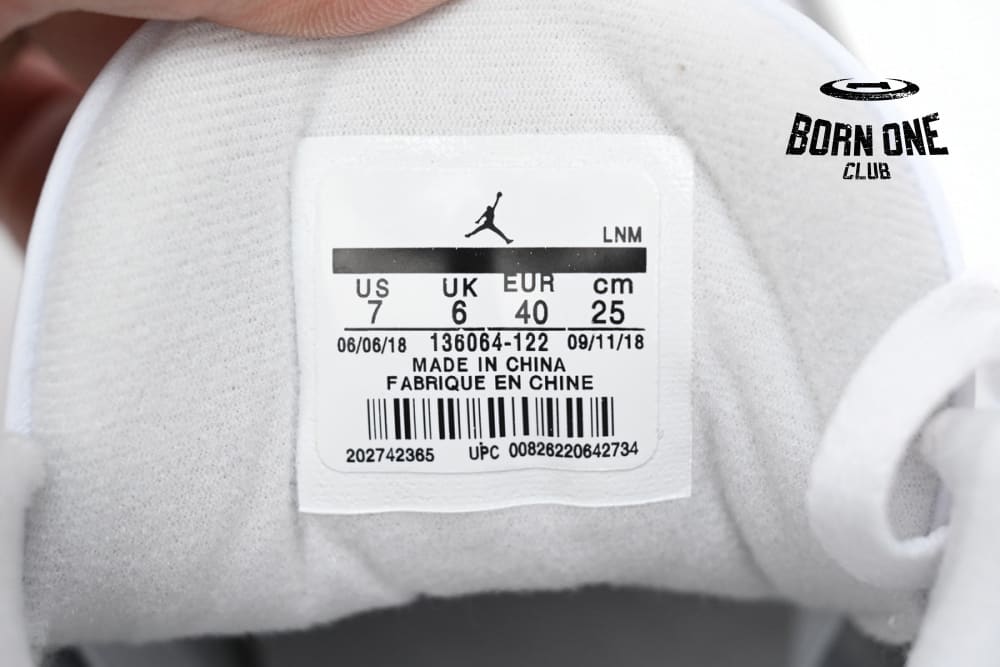 BORN ONE
CLUB
LNM
US UK EUR cm
7 6 40 25
06/06/18 136064-122 09/11/18
MADE IN CHINA
FABRIQUE EN CHINE
202742365 UPC 00826220642734